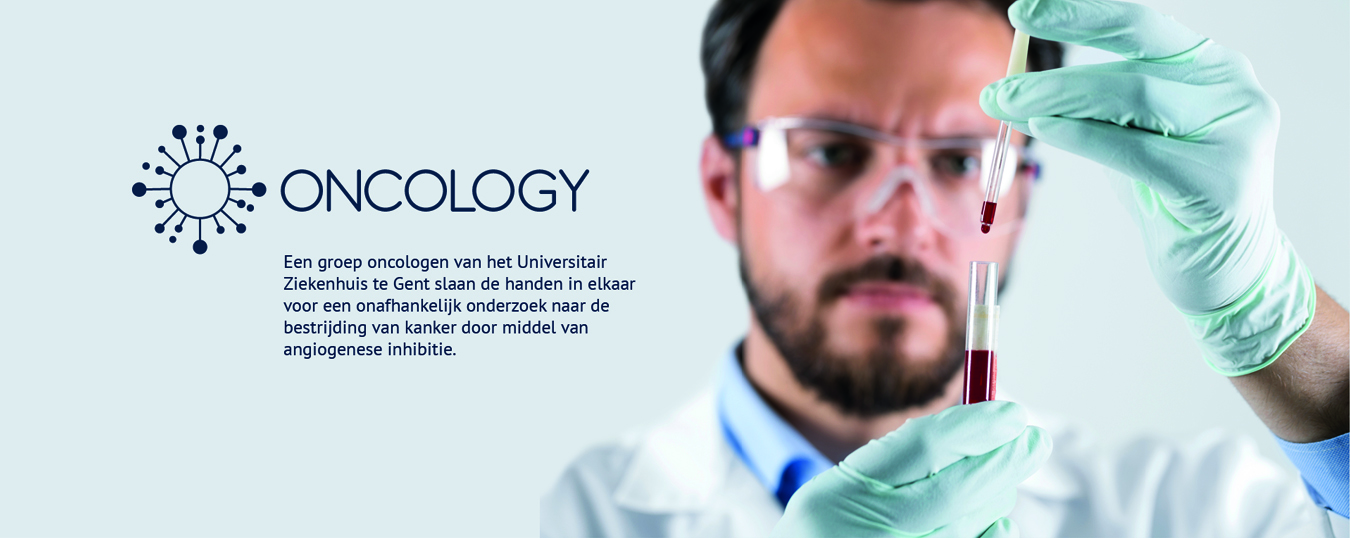 ONCOLOGY
Een groep oncologen van het Universitair
Ziekenhuis te Gent slaan de handen in elkaar
voor een onafhankelijk onderzoek naar de
bestrijding van kanker door middel van
angiogenese inhibitie.